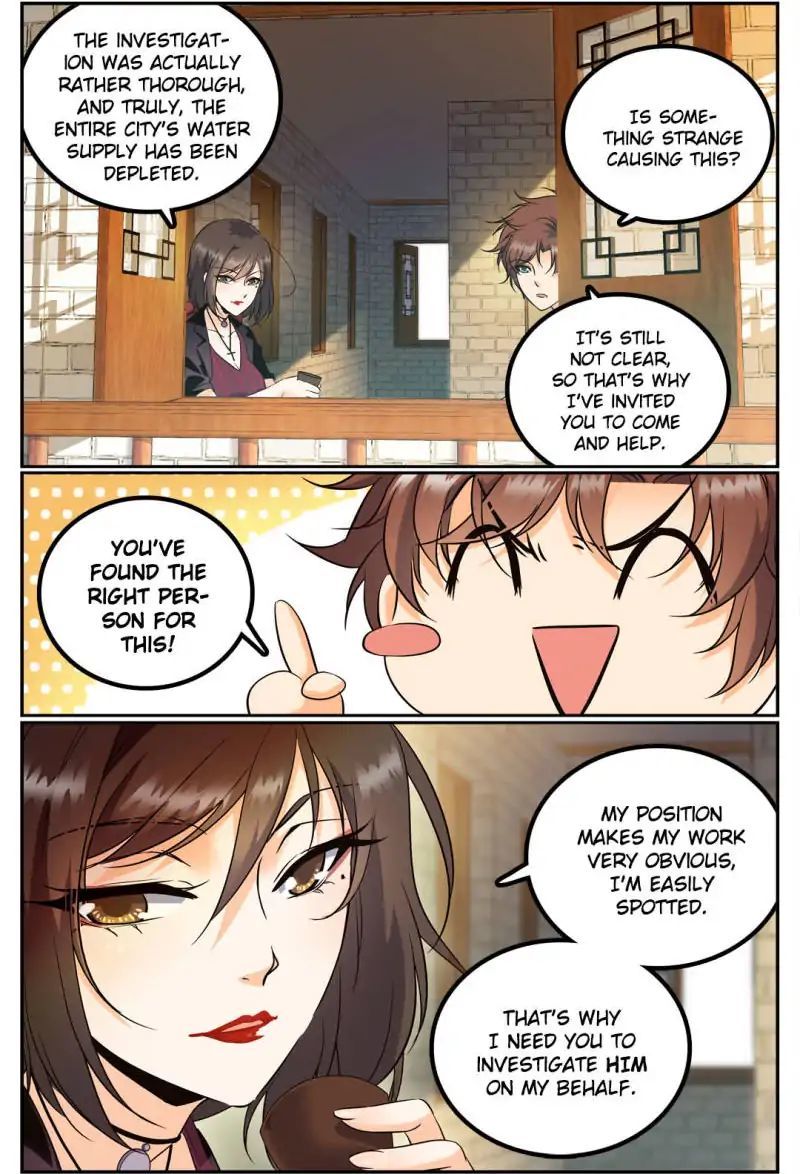 THE INVESTIGAT-
ION WAS ACTUALLY
RATHER THOROUGH,
AND TRULY, THE
ENTIRE CITY'S WATER
SUPPLY HAS BEEN
DEPLETED.
IS SOME-
THING STRANGE
CAUSING THIS?
IT'S STILL
NOT CLEAR,
SO THAT'S WHY
I'VE INVITED
YOU TO COME
AND HELP.
YOU'VE
FOUND THE
RIGHT PER-
SON FOR
THIS!
MY POSITION
MAKES MY WORK
VERY OBVIOUS,
I'M EASILY
SPOTTED.
THAT'S WHY
I NEED YOU TO
INVESTIGATE HIM
ON MY BEHALF.